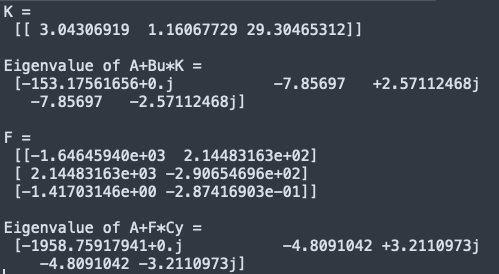 K =
[[ 3.04306919  1.16067729 29.30465312]]
Eigenvalue of A+Bu*K =
[-153.17561656+0.j           -7.85697   +2.57112468j
-7.85697   -2.57112468j]
F =
[[-1.64645940e+03  2.14483163e+02]
[ 2.14483163e+03 -2.90654696e+02]
[-1.41703146e+00 -2.87416903e-01]]
Eigenvalue of A+F*Cy =
[-1958.75917941+0.j           -4.8091042 +3.2110973j
-4.8091042 -3.2110973j]